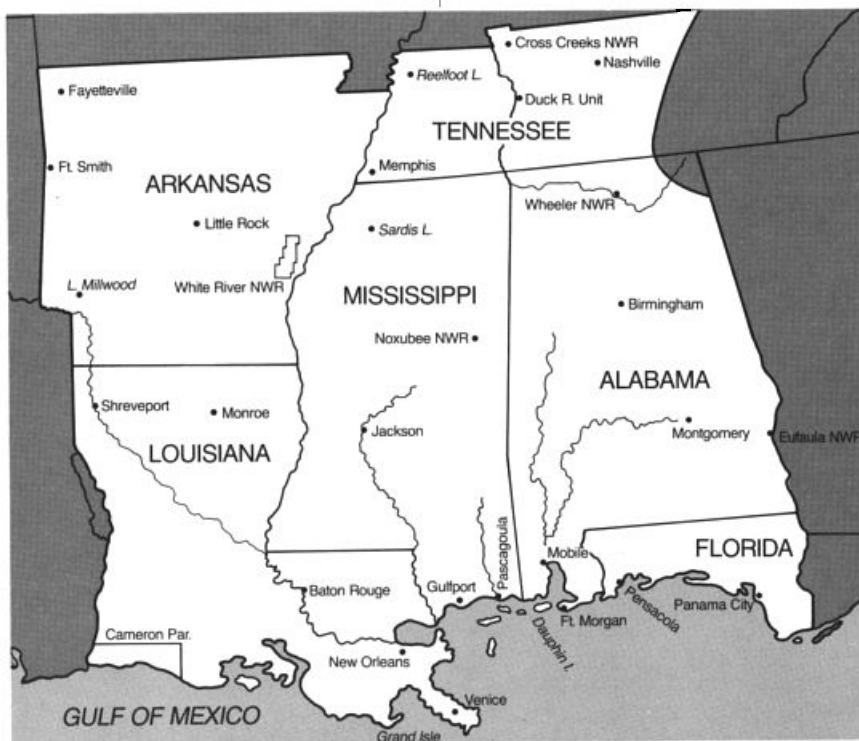 Cross Creeks NWR
Nashville
Reelfoot L.
Fayetteville
Duck R. Unit
TENNESSEE
Ft. Smith
Memphis
ARKANSAS
Wheeler NWR
Little Rock
Sardis L.
L. Millwood
White River NWR
MISSISSIPPI
Birmingham
Noxubee NWR
ALABAMA
Shreveport
Monroe
Jackson
Montgomery
Eufaula NWR
LOUISIANA
Pascagoula
Mobile
FLORIDA
Baton Rouge
Gulfport
Pensacola
Panama City
Ft. Morgan
Dauphin I.
Cameron Par.
New Orleans
Venice
GULF OF MEXICO
Grand Isle